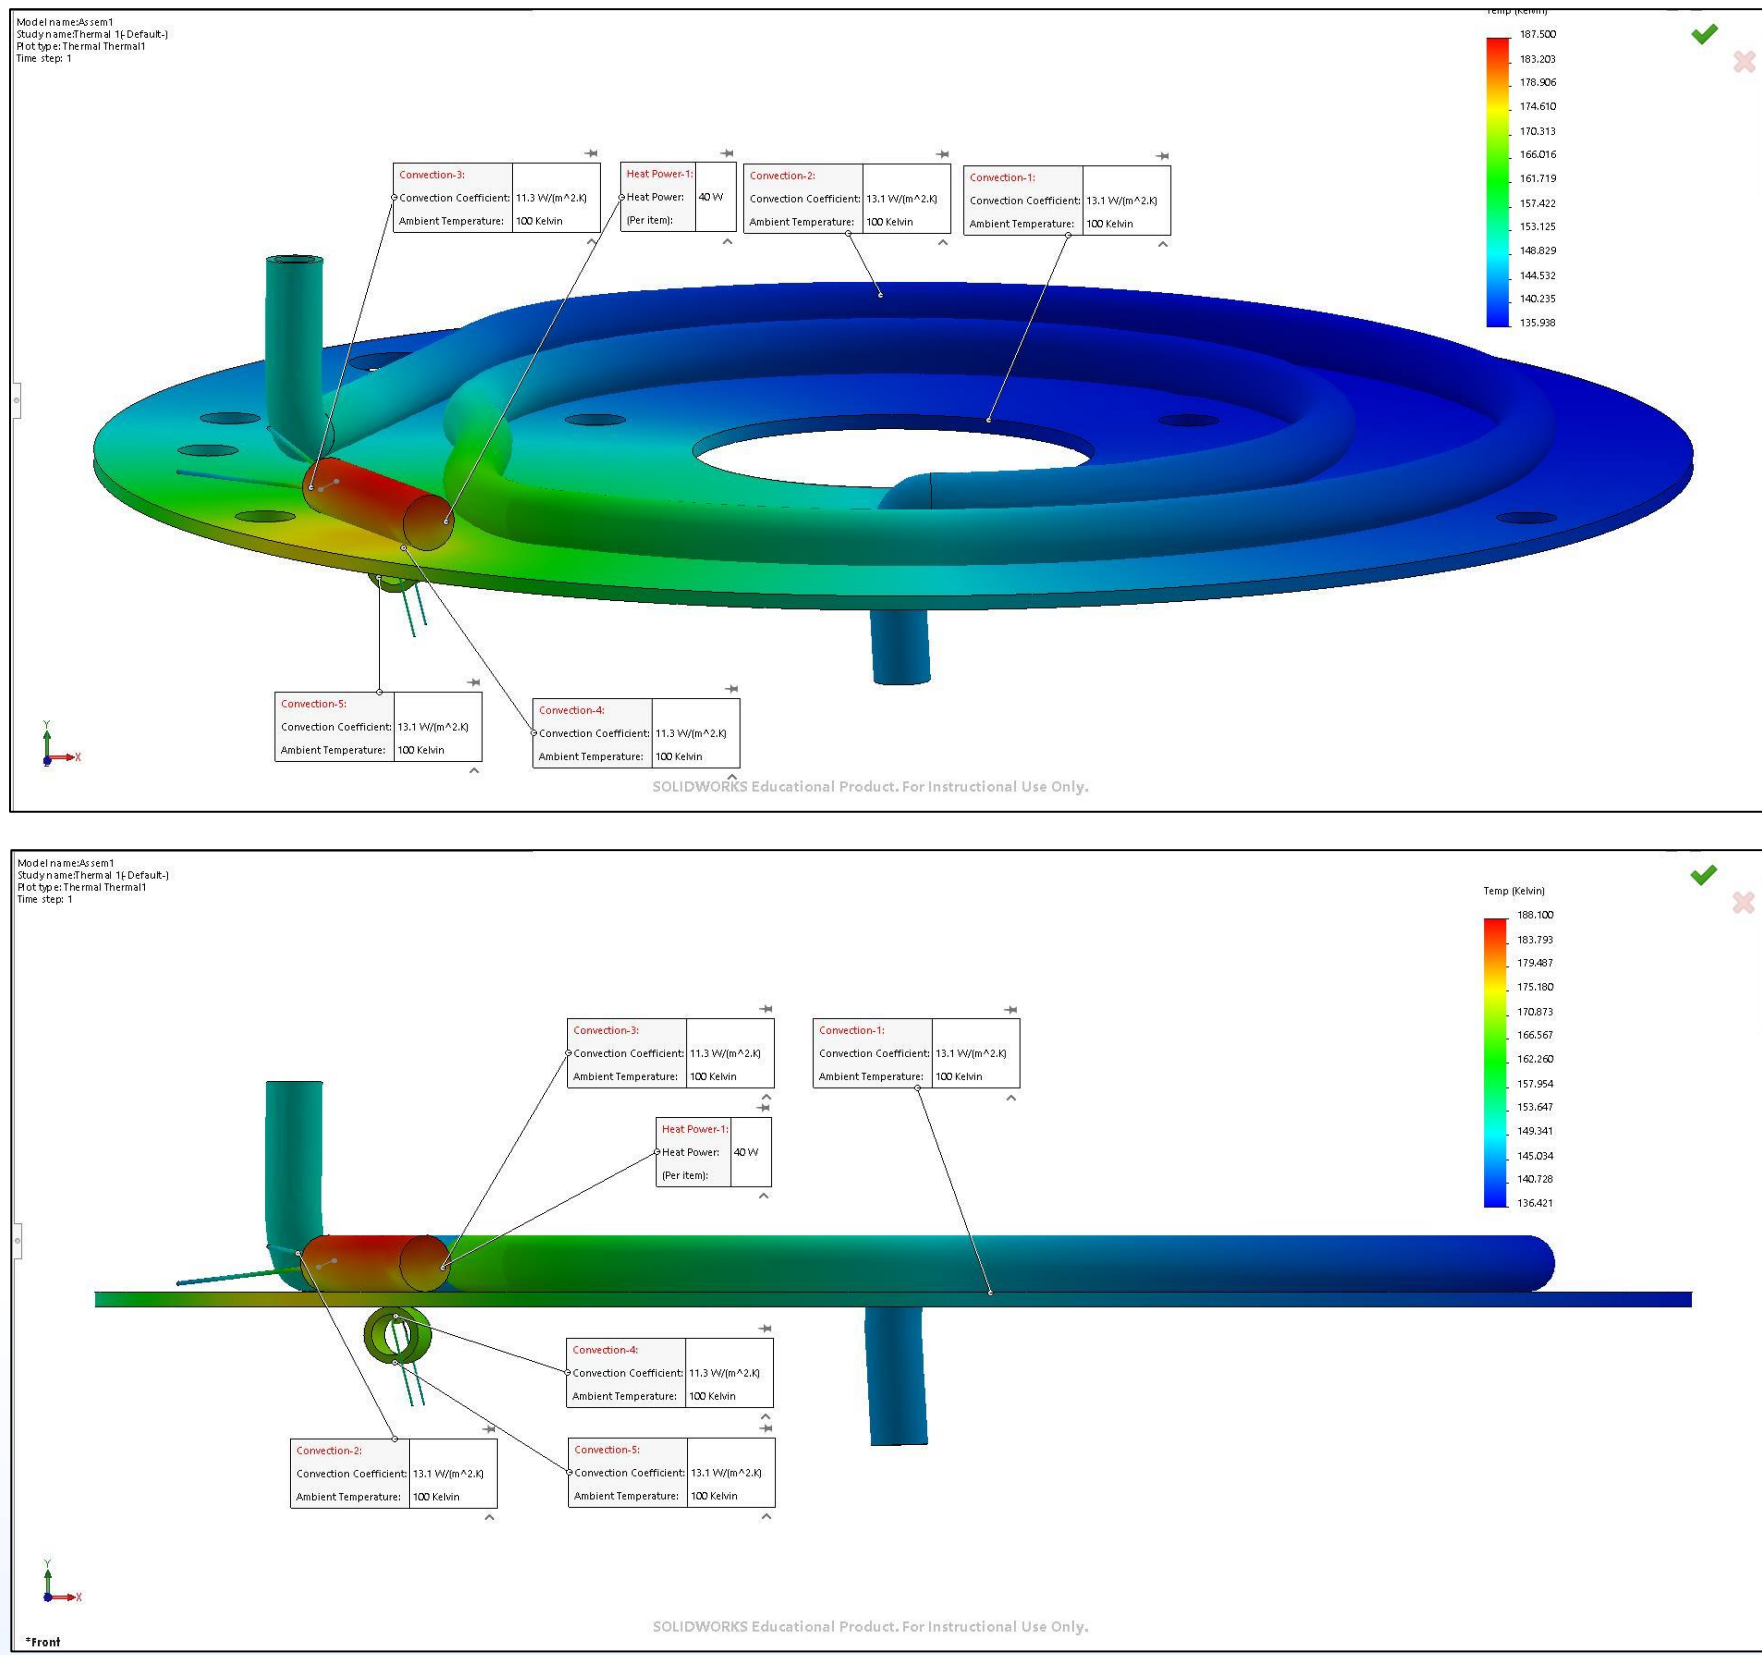 Model name:Assem1
Study name:Thermal 1(-Default-)
Plot type: Thermal Thermal1
Time step: 1
Temp (Kelvin)
187.500
183.203
178.906
174.610
170.313
166.016
161.719
157.422
153.125
148.829
144.532
140.235
135.938
Convection-3:
Convection Coefficient: 11.3 W/(m^2.K)
Ambient Temperature: 100 Kelvin
Heat Power-1:
Heat Power: 40 W
(Per item):
Convection-2:
Convection Coefficient: 13.1 W/(m^2.K)
Ambient Temperature: 100 Kelvin
Convection-1:
Convection Coefficient: 13.1 W/(m^2.K)
Ambient Temperature: 100 Kelvin
Convection-5:
Convection Coefficient: 13.1 W/(m^2.K)
Ambient Temperature: 100 Kelvin
Convection-4:
Convection Coefficient: 11.3 W/(m^2.K)
Ambient Temperature: 100 Kelvin
Y
X
SOLIDWORKS Educational Product. For Instructional Use Only.
Model name:Assem1
Study name:Thermal 1(-Default-)
Plot type: Thermal Thermal1
Time step: 1
Temp (Kelvin)
188.100
183.793
179.487
175.180
170.873
166.567
162.260
157.954
153.647
149.341
145.034
140.728
136.421
Convection-3:
Convection Coefficient: 11.3 W/(m^2.K)
Ambient Temperature: 100 Kelvin
Convection-1:
Convection Coefficient: 13.1 W/(m^2.K)
Ambient Temperature: 100 Kelvin
Heat Power-1:
Heat Power: 40 W
(Per item):
Convection-4:
Convection Coefficient: 11.3 W/(m^2.K)
Ambient Temperature: 100 Kelvin
Convection-2:
Convection Coefficient: 13.1 W/(m^2.K)
Ambient Temperature: 100 Kelvin
Convection-5:
Convection Coefficient: 13.1 W/(m^2.K)
Ambient Temperature: 100 Kelvin
Y
X
SOLIDWORKS Educational Product. For Instructional Use Only.
*Front